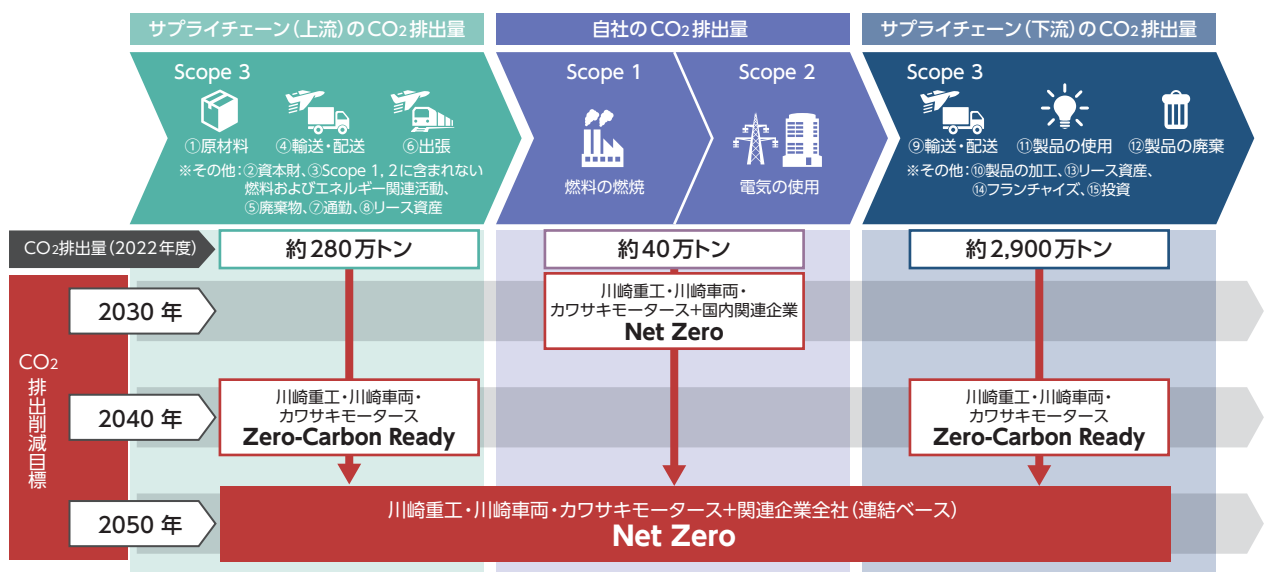 サプライチェーン（上流）のCO2排出量
自社のCO2排出量
サプライチェーン（下流）のCO2排出量
Scope 3
①原材料
④輸送・配送
⑥出張
※その他：②資本財、③Scope 1, 2に含まれない
燃料およびエネルギー関連活動、
⑤廃棄物、⑦通勤、⑧リース資産
Scope 1
燃料の燃焼
Scope 2
電気の使用
Scope 3
⑨輸送・配送
⑪製品の使用
⑫製品の廃棄
※その他：⑩製品の加工、⑬リース資産、
⑭フランチャイズ、⑮投資
CO2排出量（2022年度）
約280万トン
約40万トン
約2,900万トン
CO2
排出削減目標
2030 年
川崎重工・川崎車両・
カワサキモータース+国内関連企業
Net Zero
2040 年
川崎重工・川崎車両・
カワサキモータース
Zero-Carbon Ready
川崎重工・川崎車両・
カワサキモータース
Zero-Carbon Ready
2050 年
川崎重工・川崎車両・カワサキモータース+関連企業全社（連結ベース）
Net Zero